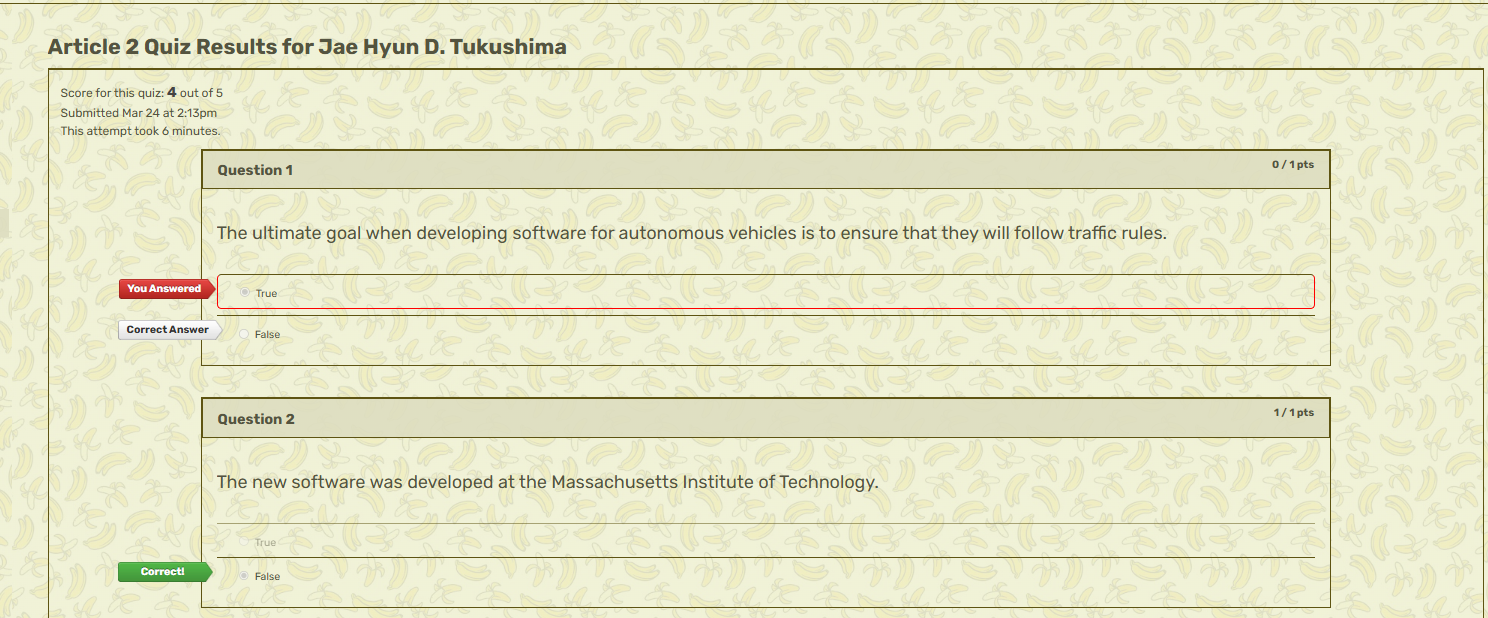 Article 2 Quiz Results for Jae Hyun D. Tukushima
Score for this quiz: 4 out of 5
Submitted Mar 24 at 2:13pm
This attempt took 6 minutes.
Question 1
0 / 1 pts
The ultimate goal when developing software for autonomous vehicles is to ensure that they will follow traffic rules.
You Answered
True
Correct Answer
False
Question 2
1 / 1 pts
The new software was developed at the Massachusetts Institute of Technology.
True
Correct!
False